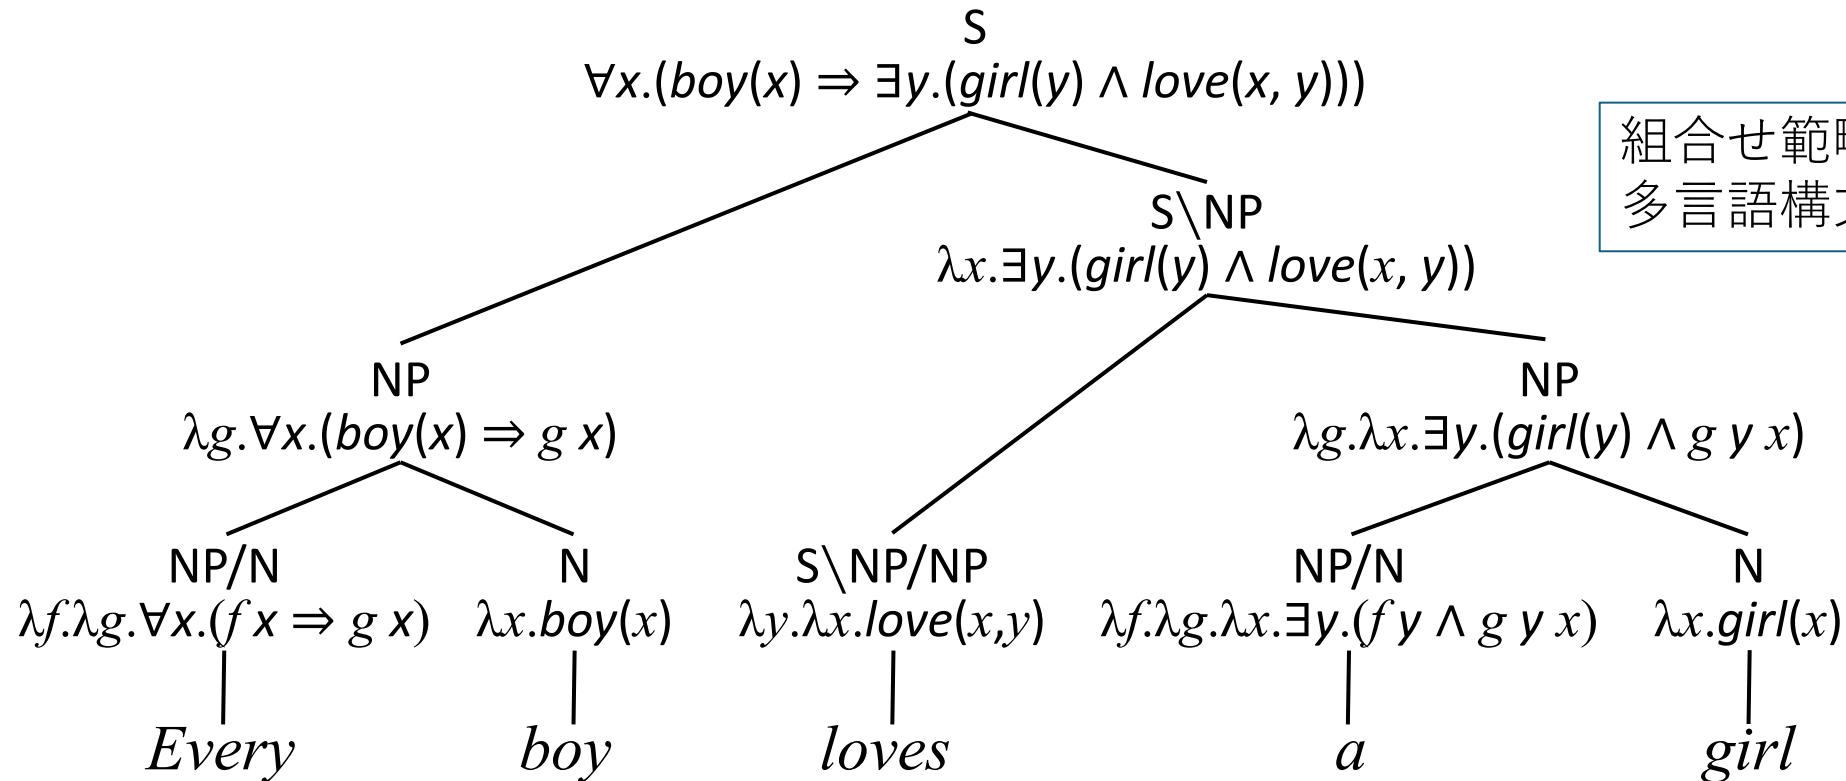 S
∀x.(boy(x) ⇒ ∃y.(girl(y) ∧ love(x, y)))
組合せ範
多言語構
S\NP
λx.∃y.(girl(y) ∧ love(x, y))
NP
λg.∀x.(boy(x) ⇒ g x)
NP
λg.λx.∃y.(girl(y) ∧ g y x)
NP/N
N
S\NP/NP
NP/N
N
λf.λg.∀x.(f x ⇒ g x)
λx.boy(x)
λy.λx.love(x,y)
λf.λg.λx.∃y.(f y ∧ g y x)
λx.girl(x)
Every
boy
loves
a
girl